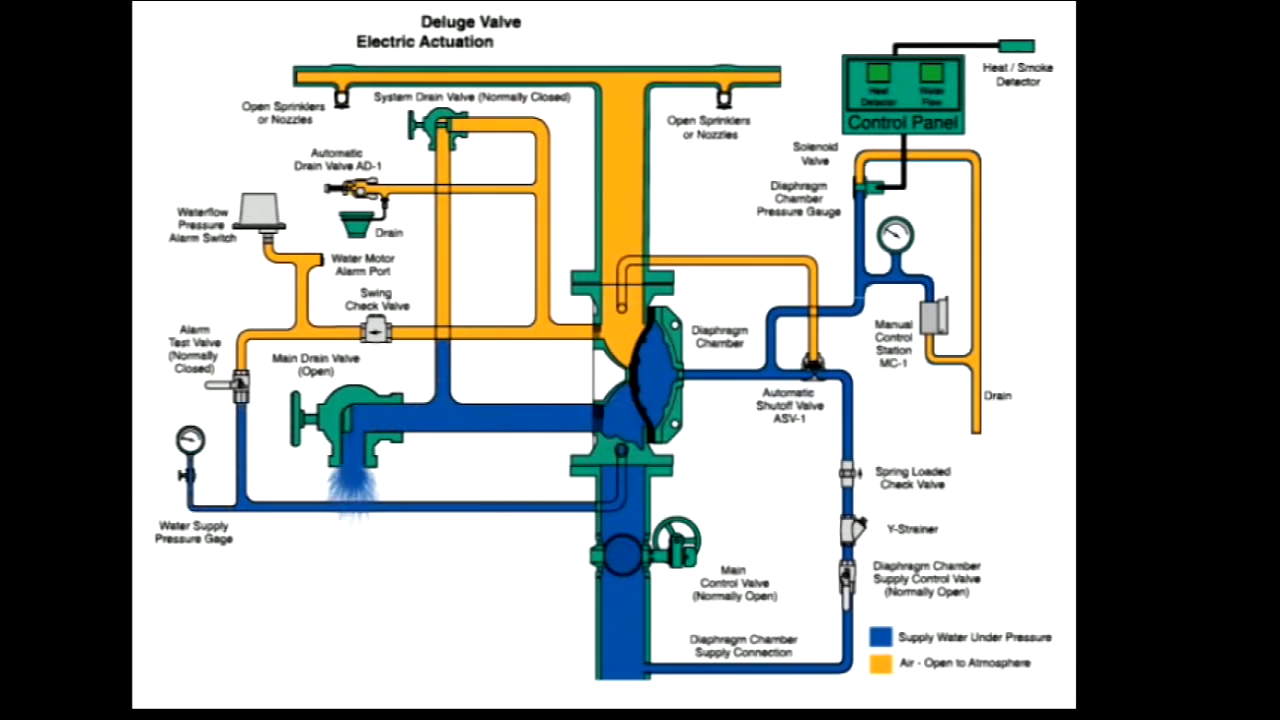 Deluge Valve
Electric Actuation
Heat / Smoke
Detector
Heat
Detector
Water
Flow
Control Panel
System Drain Valve (Normally Closed)
Open Sprinklers
or Nozzles
Open Sprinklers
or Nozzles
Automatic
Drain Valve AD-1
Solenoid
Valve
Diaphragm
Chamber
Pressure Gauge
Waterflow
Pressure
Alarm Switch
Drain
Water Motor
Alarm Port
Swing
Check Valve
Alarm
Test Valve
(Normally
Closed)
Main Drain Valve
(Open)
Diaphragm
Chamber
Manual
Control
Station
MC-1
Automatic
Shutoff Valve
ASV-1
Drain
Spring Loaded
Check Valve
Water Supply
Pressure Gage
Y-Strainer
Main
Control Valve
(Normally Open)
Diaphragm Chamber
Supply Control Valve
(Normally Open)
Diaphragm Chamber
Supply Connection
Supply Water Under Pressure
Air - Open to Atmosphere